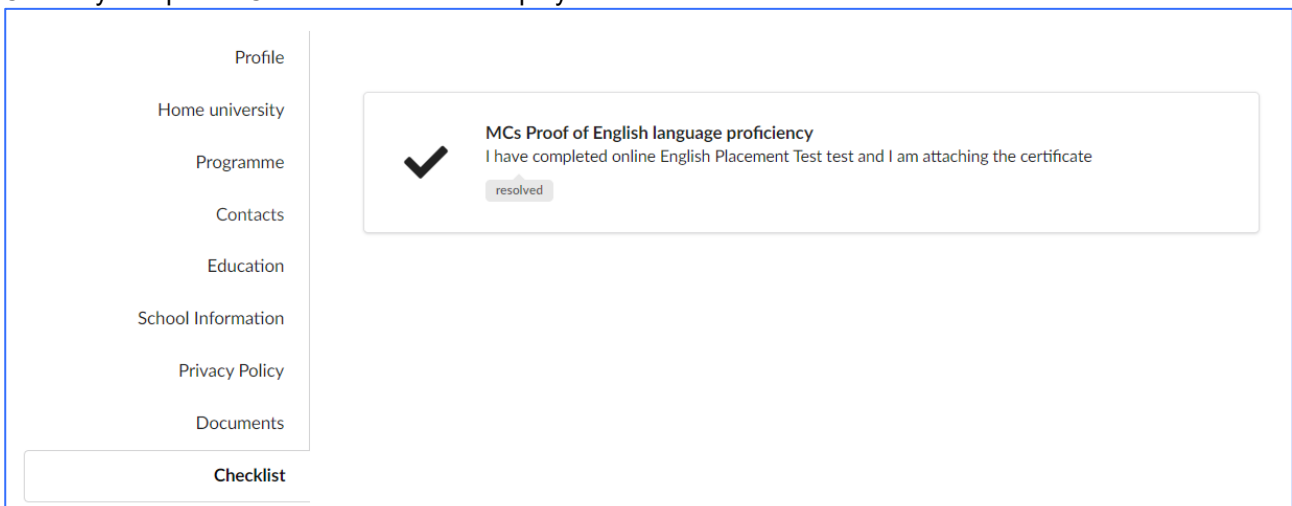 Profile
Home university
Programme
Contacts
Education
School Information
Privacy Policy
Documents
Checklist
MCs Proof of English language proficiency
I have completed online English Placement Test test and I am attaching the certificate
resolved